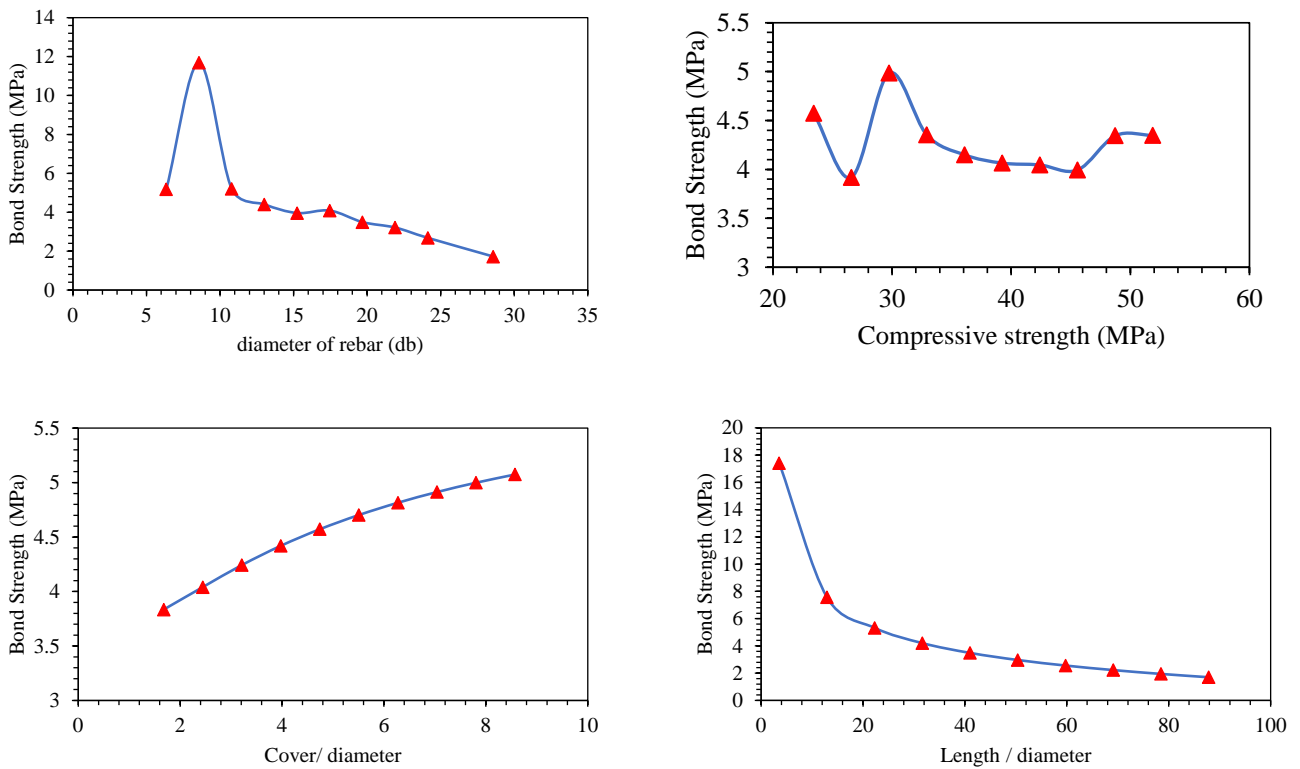 14
12
10
8
6
4
2
0
Bond Strength (MPa)
0 5 10 15 20 25 30 35
diameter of rebar (db)
5.5
5
4.5
4
3.5
3
Bond Strength (MPa)
20 30 40 50 60
Compressive strength (MPa)
5.5
5
4.5
4
3.5
3
Bond Strength (MPa)
0 2 4 6 8 10
Cover/ diameter
20
18
16
14
12
10
8
6
4
2
0
Bond Strength (MPa)
0 20 40 60 80 100
Length / diameter